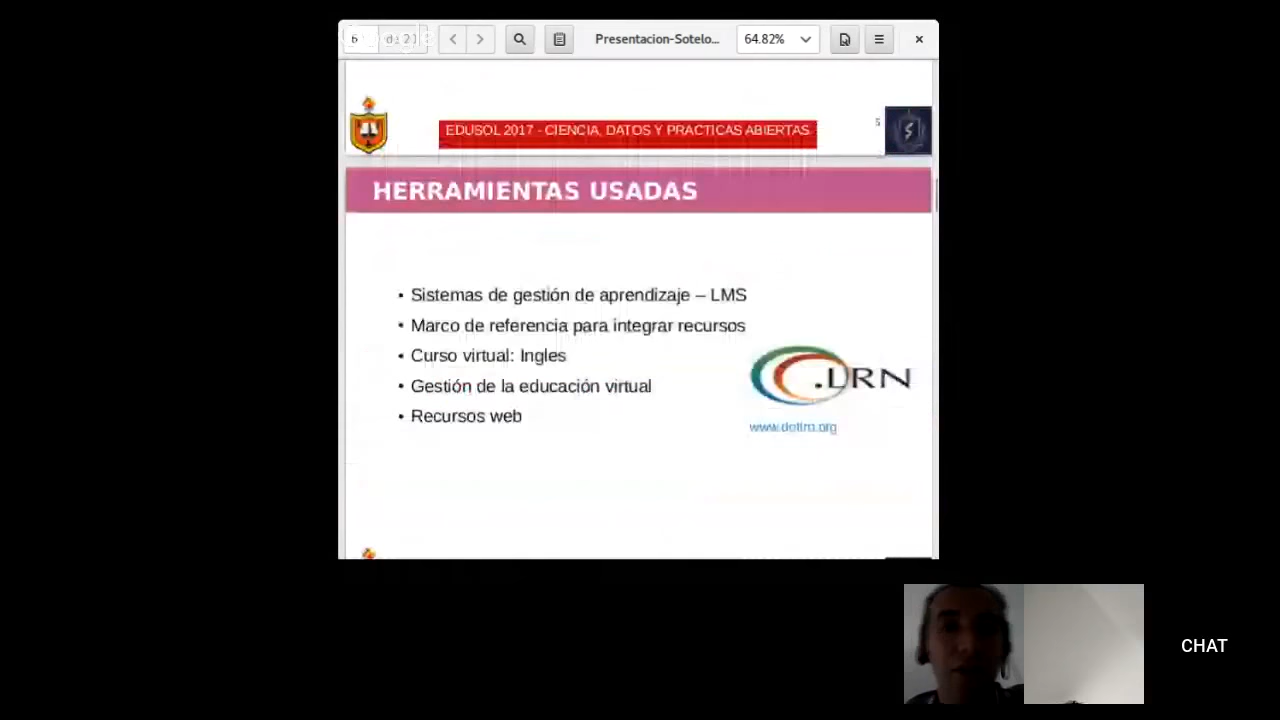 6
Presentacion-Sotelo...
64.82%
EDUSOL 2017 - CIENCIA, DATOS Y PRACTICAS ABIERTAS
5
HERRAMIENTAS USADAS
• Sistemas de gestión de aprendizaje – LMS
• Marco de referencia para integrar recursos
• Curso virtual: Ingles
• Gestión de la educación virtual
• Recursos web
.LRN
www.dotlrn.org
CHAT